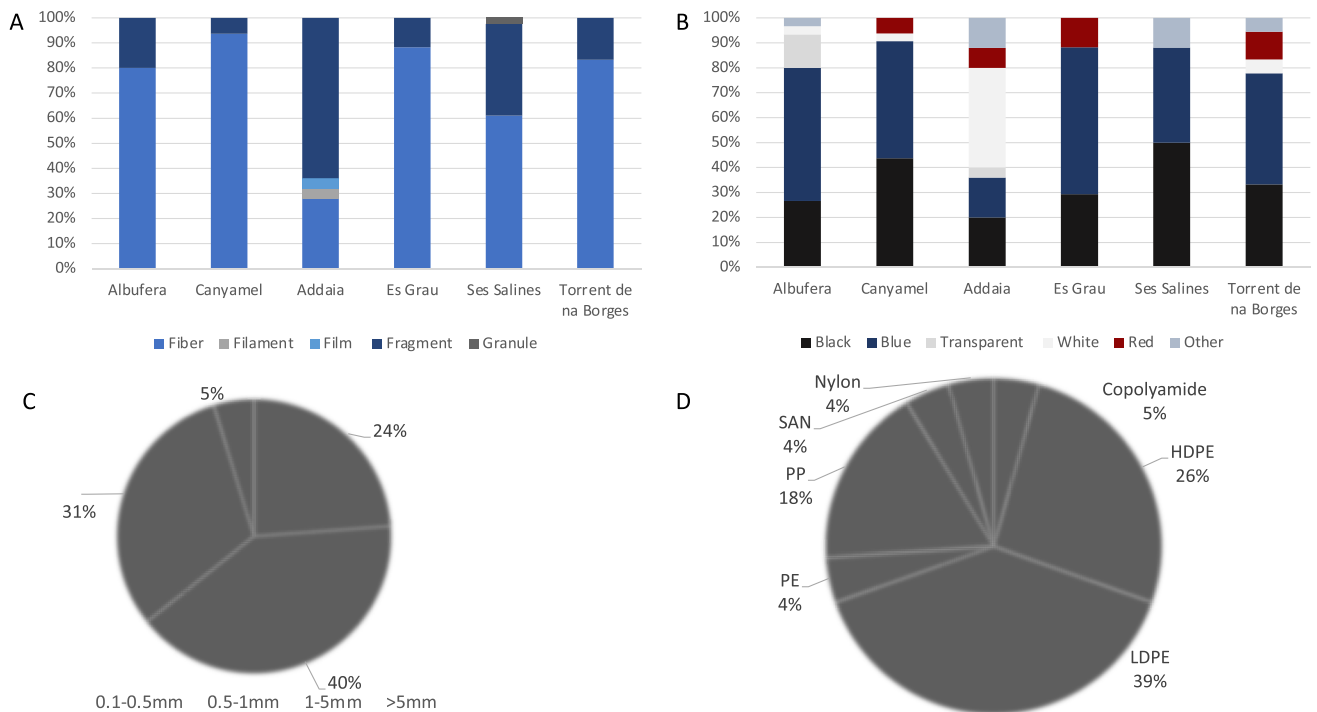 A
100%
90%
80%
70%
60%
50%
40%
30%
20%
10%
0%
Albufera Canyamel Addaia Es Grau Ses Salines Torrent de
na Borges
Fiber Filament Film Fragment Granule
B
100%
90%
80%
70%
60%
50%
40%
30%
20%
10%
0%
Albufera Canyamel Addaia Es Grau Ses Salines Torrent de
na Borges
Black Blue Transparent White Red Other
C
5%
24%
31%
40%
0.1-0.5mm 0.5-1mm 1-5mm >5mm
D
Nylon
4%
Copolyamide
5%
SAN
4%
HDPE
26%
PP
18%
PE
4%
LDPE
39%